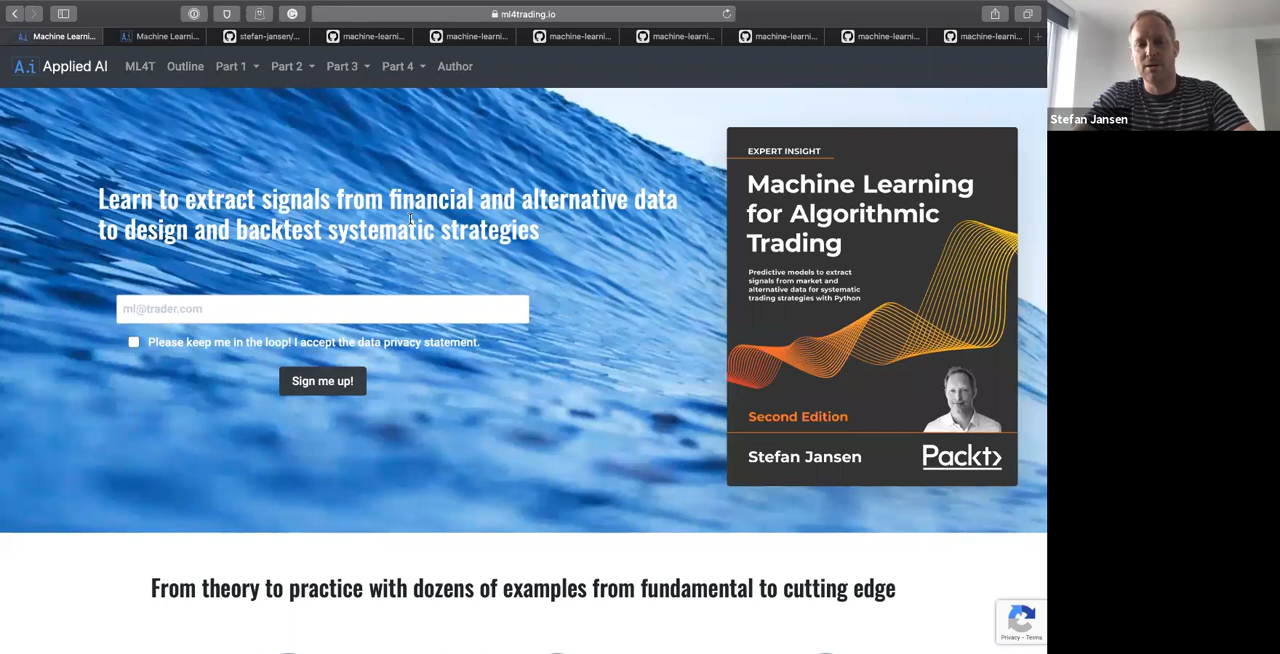 ml4trading.io
Machine Learni...
Machine Learni...
stefan-jansen/...
machine-learni...
machine-learni...
machine-learni...
machine-learni...
machine-learni...
machine-learni...
machine-learni...
A.i Applied AI
ML4T
Outline
Part 1
Part 2
Part 3
Part 4
Author
Stefan Jansen
Learn to extract signals from financial and alternative data
to design and backtest systematic strategies
ml@trader.com
Please keep me in the loop! I accept the data privacy statement.
Sign me up!
EXPERT INSIGHT
Machine Learning
for Algorithmic
Trading
Predictive models to extract
signals from market and
alternative data for systematic
trading strategies with Python
Second Edition
Stefan Jansen
Packt>
From theory to practice with dozens of examples from fundamental to cutting edge
Privacy - Terms